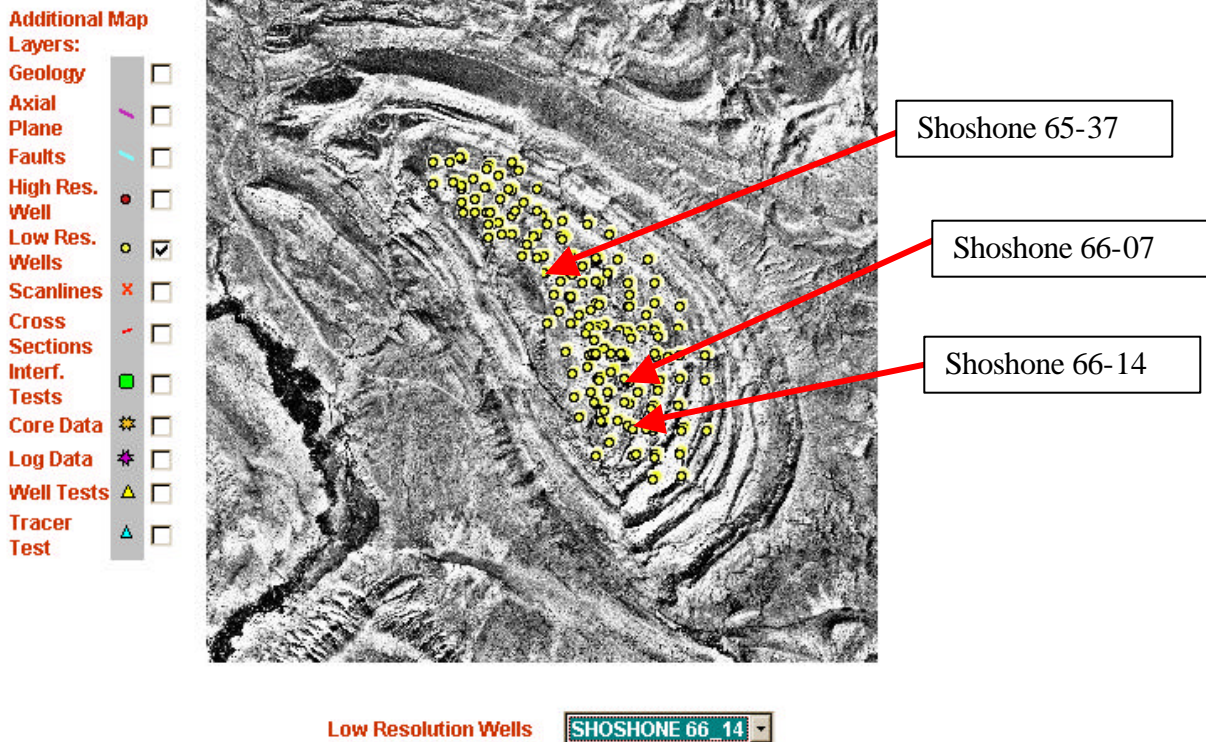 Additional Map
Layers:
Geology
Axial
Plane
Faults
High Res.
Well
Low Res.
Wells
Scanlines
Cross
Sections
Interf.
Tests
Core Data
Log Data
Well Tests
Tracer
Test
Shoshone 65-37
Shoshone 66-07
Shoshone 66-14
Low Resolution Wells SHOSHONE 66_14